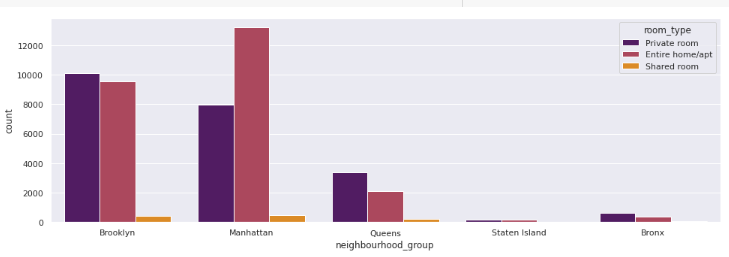 room_type
Private room
Entire home/apt
Shared room
12000
10000
8000
6000
4000
2000
0
count
Brooklyn Manhattan Queens Staten Island Bronx
neighbourhood_group